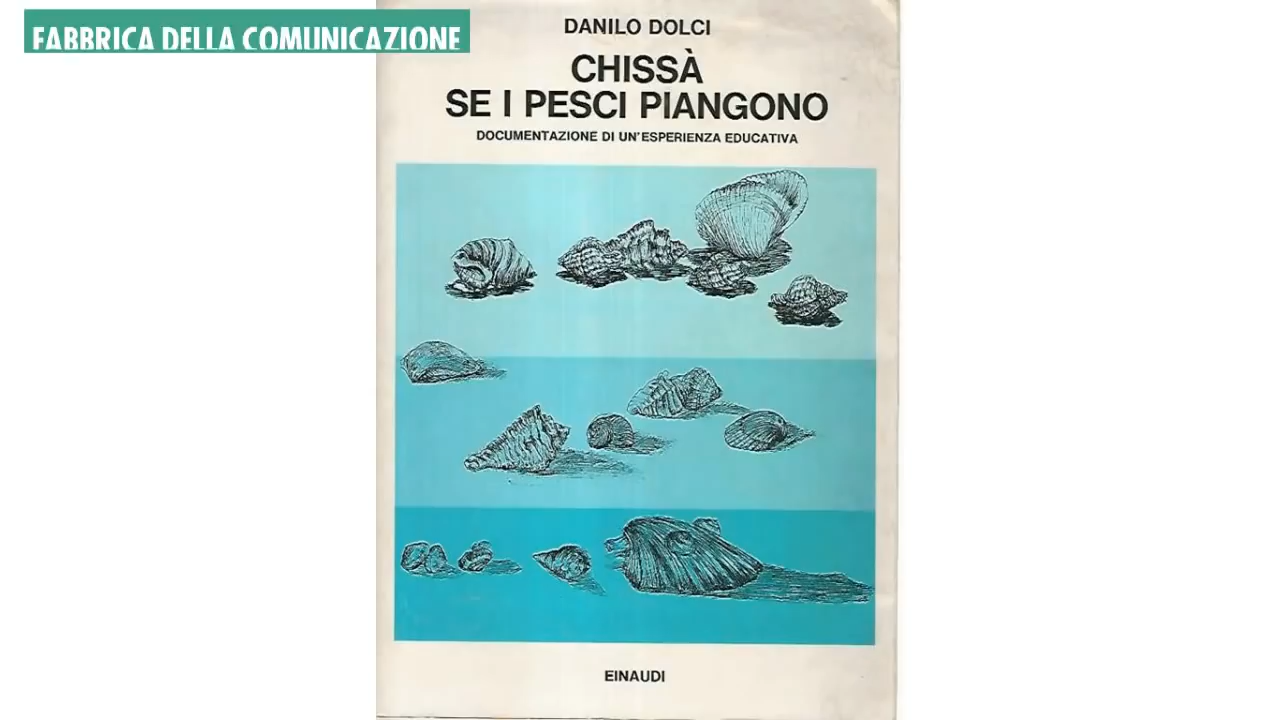 FABBRICA DELLA COMUNICAZIONE
DANILO DOLCI
CHISSÀ
SE I PESCI PIANGONO
DOCUMENTAZIONE DI UN'ESPERIENZA EDUCATIVA
EINAUDI